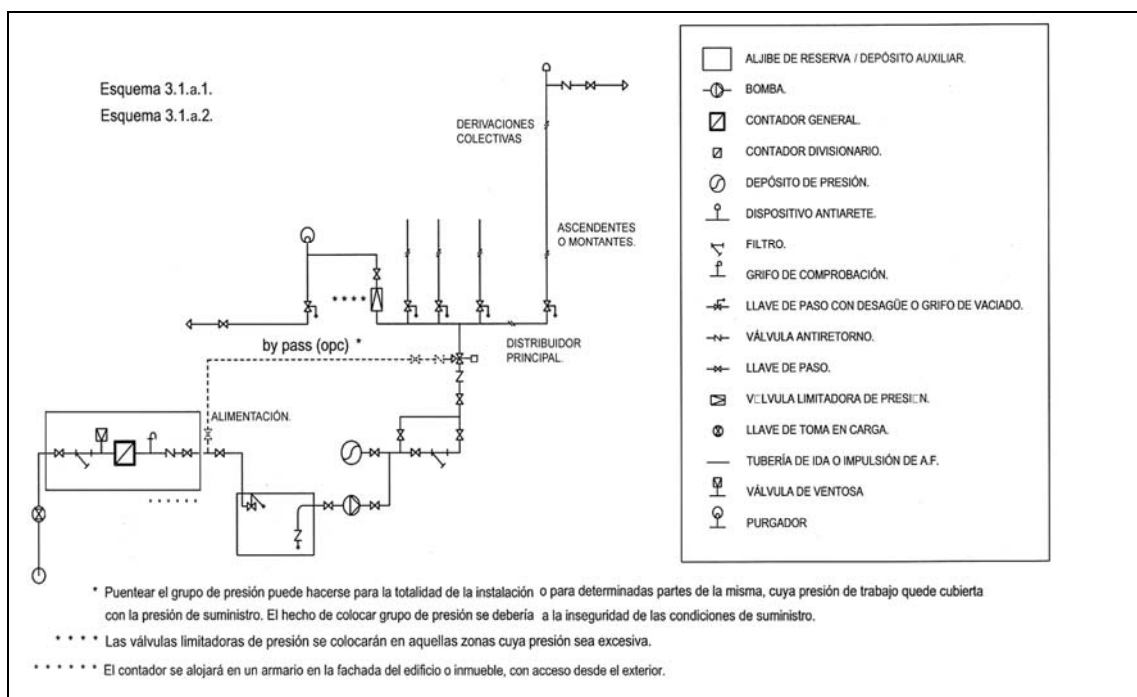 Esquema 3.1.a.1.
Esquema 3.1.a.2.
DERIVACIONES
COLECTIVAS
ASCENDENTES
O MONTANTES.
* * * *
by pass (opc) *
DISTRIBUIDOR
PRINCIPAL.
ALIMENTACIÓN.
* * * * * *
ALJIBE DE RESERVA / DEPÓSITO AUXILIAR.
BOMBA.
CONTADOR GENERAL.
CONTADOR DIVISIONARIO.
DEPÓSITO DE PRESIÓN.
DISPOSITIVO ANTIARETE.
FILTRO.
GRIFO DE COMPROBACIÓN.
LLAVE DE PASO CON DESAGÜE O GRIFO DE VACIADO.
VÁLVULA ANTIRETORNO.
LLAVE DE PASO.
V□LVULA LIMITADORA DE PRESI□N.
LLAVE DE TOMA EN CARGA.
TUBERÍA DE IDA O IMPULSIÓN DE A.F.
VÁLVULA DE VENTOSA
PURGADOR
* Puentear el grupo de presión puede hacerse para la totalidad de la instalación o para determinadas partes de la misma, cuya presión de trabajo quede cubierta
con la presión de suministro. El hecho de colocar grupo de presión se debería a la inseguridad de las condiciones de suministro.
* * * * Las válvulas limitadoras de presión se colocarán en aquellas zonas cuya presión sea excesiva.
* * * * * * El contador se alojará en un armario en la fachada del edificio o inmueble, con acceso desde el exterior.